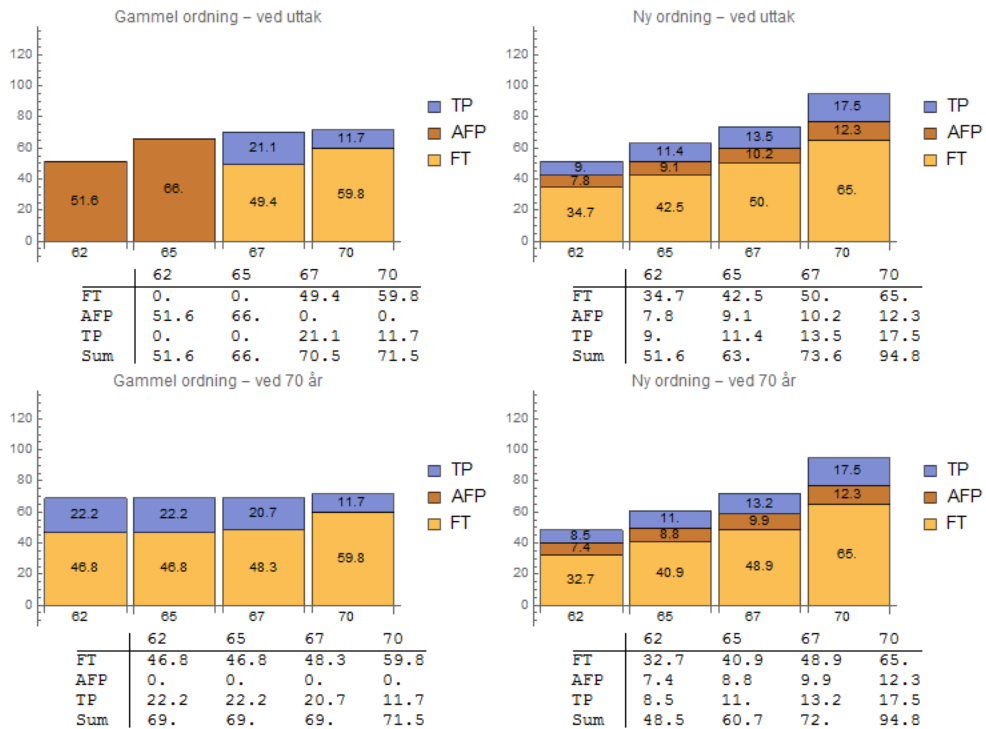 Gammel ordning – ved uttak
120
100
80
60
40
20
0
51.6
66.
21.1
49.4
11.7
59.8
62 65 67 70
TP
AFP
FT
62 65 67 70
FT 0. 0. 49.4 59.8
AFP 51.6 66. 0. 0.
TP 0. 0. 21.1 11.7
Sum 51.6 66. 70.5 71.5
Ny ordning – ved uttak
120
100
80
60
40
20
0
9.
7.8
34.7
11.4
9.1
42.5
13.5
10.2
50.
17.5
12.3
65.
62 65 67 70
TP
AFP
FT
62 65 67 70
FT 34.7 42.5 50. 65.
AFP 7.8 9.1 10.2 12.3
TP 9. 11.4 13.5 17.5
Sum 51.6 63. 73.6 94.8
Gammel ordning – ved 70 år
120
100
80
60
40
20
0
22.2
46.8
22.2
46.8
20.7
48.3
11.7
59.8
62 65 67 70
TP
AFP
FT
62 65 67 70
FT 46.8 46.8 48.3 59.8
AFP 0. 0. 0. 0.
TP 22.2 22.2 20.7 11.7
Sum 69. 69. 69. 71.5
Ny ordning – ved 70 år
120
100
80
60
40
20
0
8.5
7.4
32.7
11.
8.8
40.9
13.2
9.9
48.9
17.5
12.3
65.
62 65 67 70
TP
AFP
FT
62 65 67 70
FT 32.7 40.9 48.9 65.
AFP 7.4 8.8 9.9 12.3
TP 8.5 11. 13.2 17.5
Sum 48.5 60.7 72. 94.8